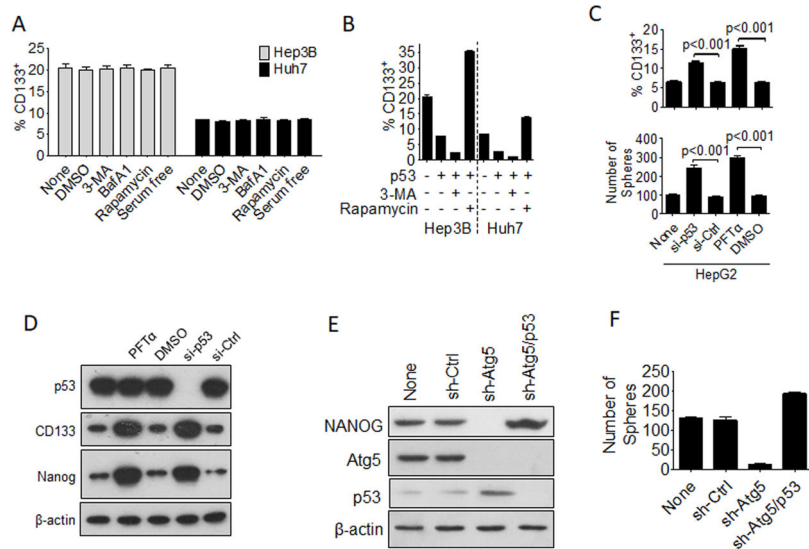 A
% CD133+
25
20
15
10
5
0
Hep3B
Huh7
None
DMSO
3-MA
BafA1
Rapamycin
Serum free
None
DMSO
3-MA
BafA1
Rapamycin
Serum free
B
% CD133+
35
30
25
20
15
10
5
0
p53 - + + + - + + +
3-MA - - + - - - + -
Rapamycin - - - + - - - +
Hep3B Huh7
C
% CD133+
20
15
10
5
0
p<0.001
p<0.001
Number of
Spheres
400
300
200
100
0
p<0.001
p<0.001
None
si-p53
si-Ctrl
PFTα
DMSO
HepG2
D
PFTα
DMSO
si-p53
si-Ctrl
p53
CD133
Nanog
β-actin
E
None
sh-Ctrl
sh-Atg5
sh-Atg5/p53
NANOG
Atg5
p53
β-actin
F
Number of
Spheres
250
200
150
100
50
0
None
sh-Ctrl
sh-Atg5
sh-Atg5/p53